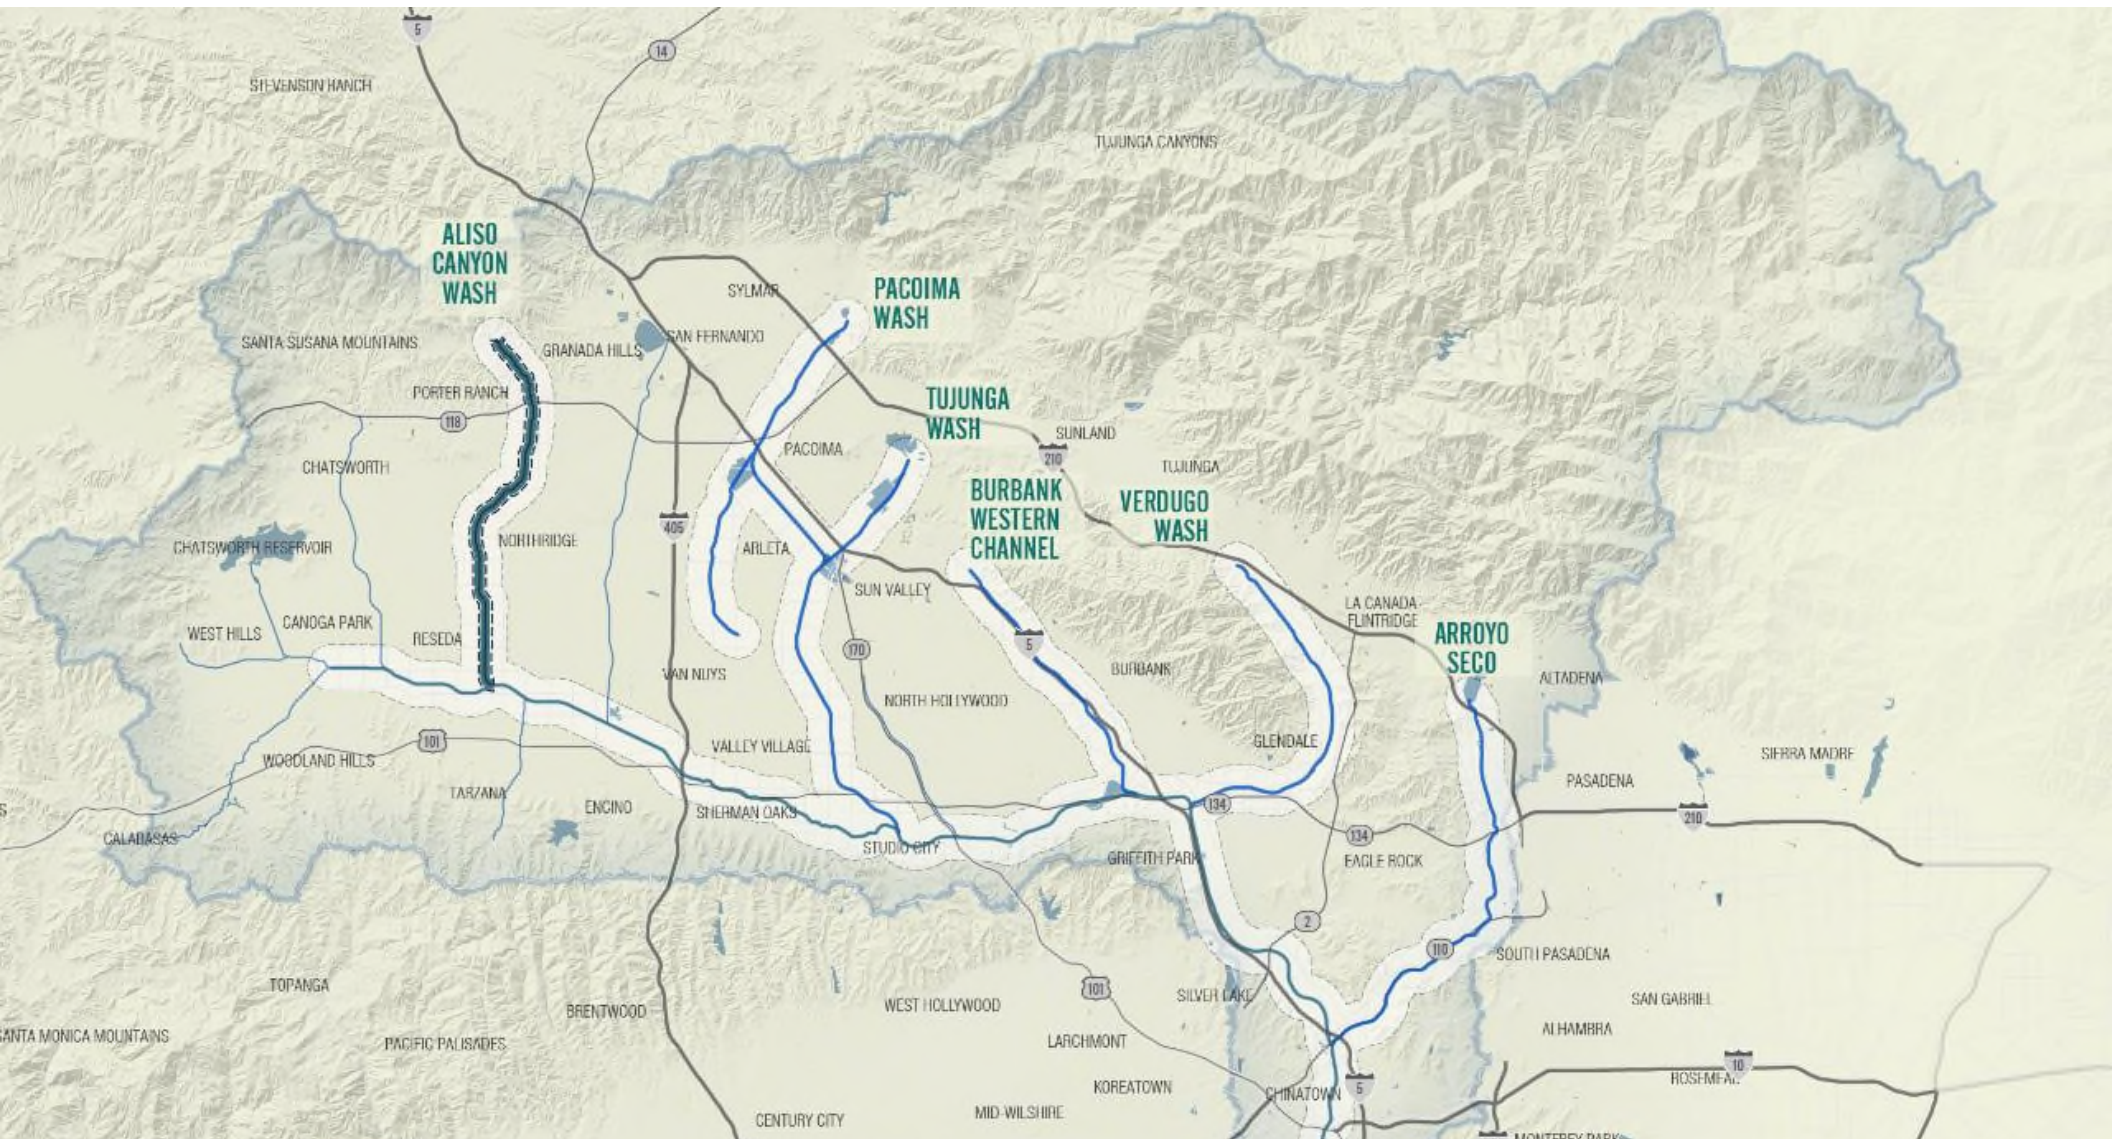 5
14
STEVENSON RANCH
TUJUNGA CANYONS
ALISO
CANYON
WASH
SYLMAR
PACOIMA
WASH
SANTA SUSANA MOUNTAINS
GRANADA HILLS
SAN FERNANDO
PORTER RANCH
118
TUJUNGA
WASH
SUNLAND
210
PACOIMA
CHATSWORTH
TUJUNGA
BURBANK
WESTERN
CHANNEL
VERDUGO
WASH
405
CHATSWORTH RESERVOIR
NORTHRIDGE
ARLETA
SUN VALLEY
LA CANADA
FLINTRIDGE
CANOGA PARK
WEST HILLS
RESEDA
5
170
ARROYO
SECO
VAN NUYS
BURBANK
ALTADENA
NORTH HOLLYWOOD
101
VALLEY VILLAGE
GLENDALE
WOODLAND HILLS
SIERRA MADRE
PASADENA
TARZANA
ENCINO
SHERMAN OAKS
134
210
134
CALABASAS
STUDIO CITY
GRIFFITH PARK
EAGLE ROCK
2
110
SOUTH PASADENA
TOPANGA
101
SILVER LAKE
WEST HOLLYWOOD
SAN GABRIEL
BRENTWOOD
ALHAMBRA
SANTA MONICA MOUNTAINS
PACIFIC PALISADES
LARCHMONT
10
ROSEMEAD
KOREATOWN
5
CHINATOWN
MID-WILSHIRE
CENTURY CITY
MONTEREY PARK